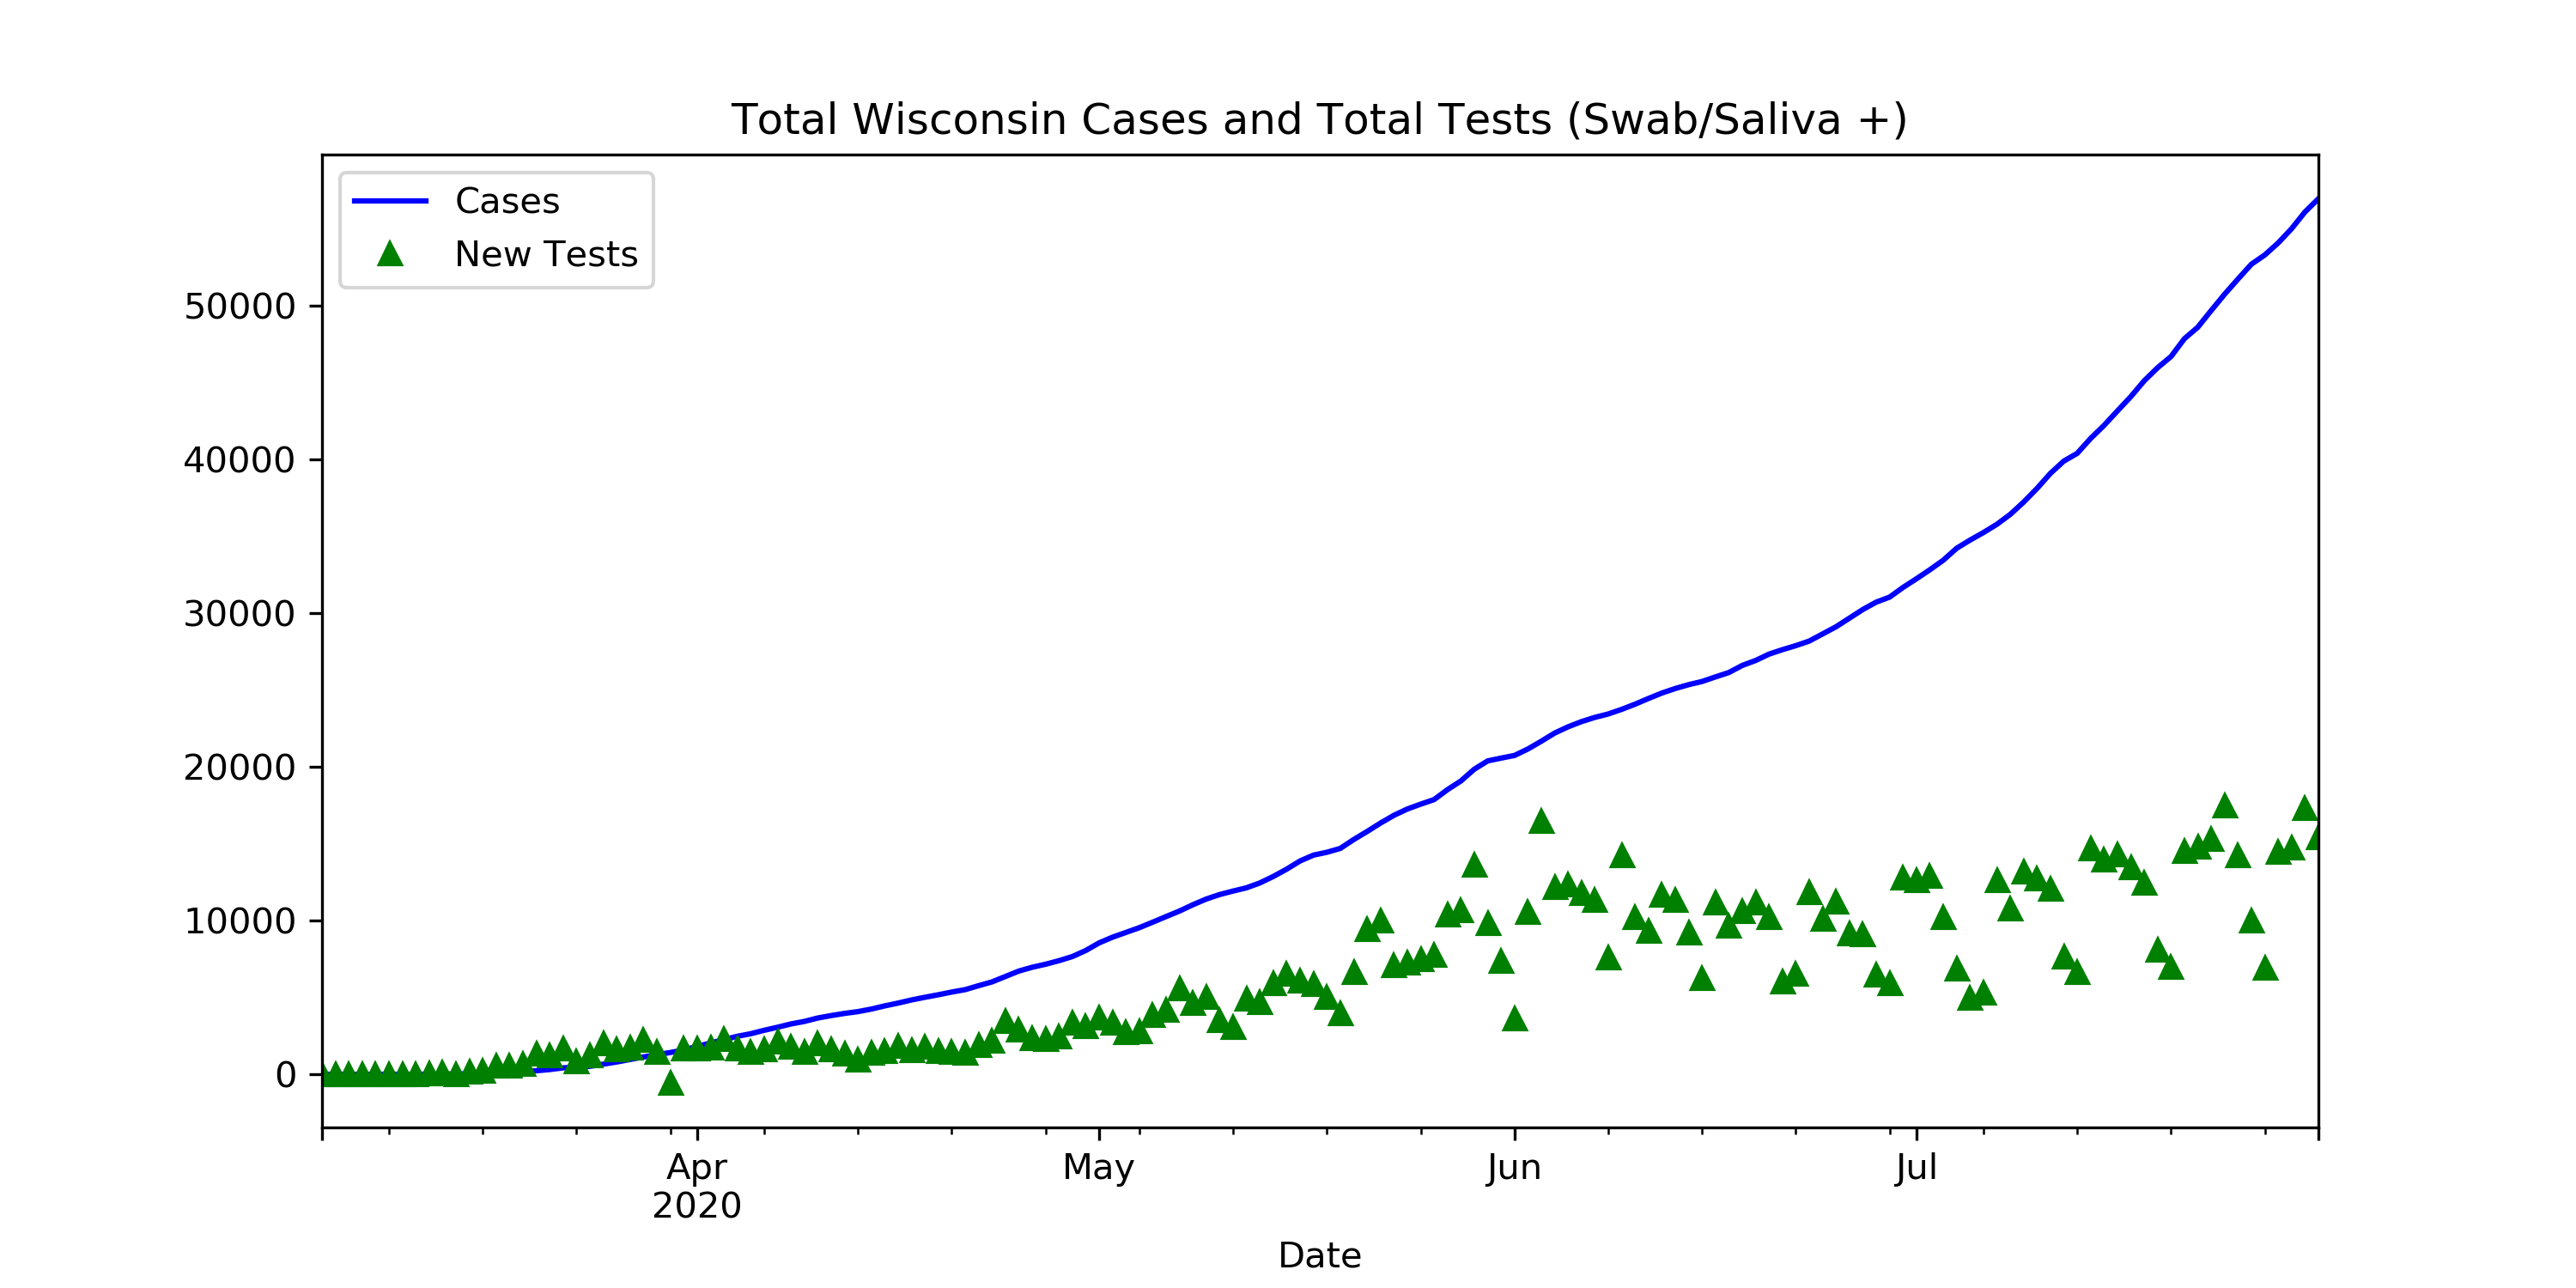 Total Wisconsin Cases and Total Tests (Swab/Saliva +)
Cases
New Tests
50000
40000
30000
20000
10000
0
Apr May Jun Jul
2020
Date